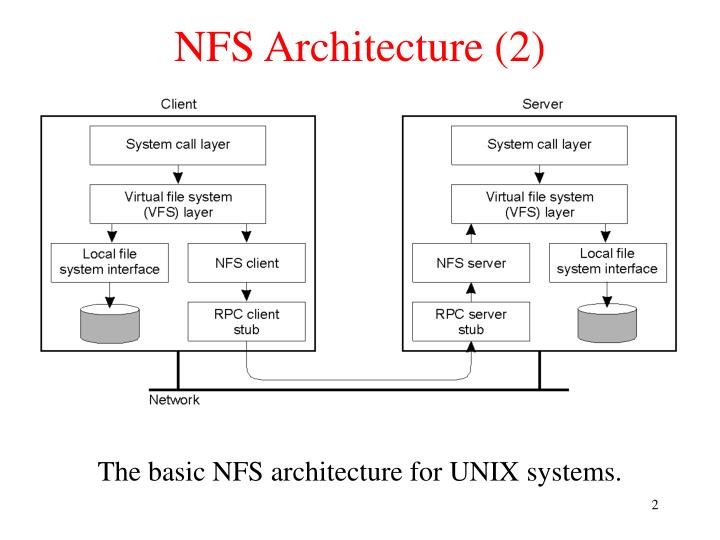 NFS Architecture (2)
Client
System call layer
Virtual file system
(VFS) layer
Local file
system interface
NFS client
RPC client
stub
Server
System call layer
Virtual file system
(VFS) layer
NFS server
Local file
system interface
RPC server
stub
Network
The basic NFS architecture for UNIX systems.
2